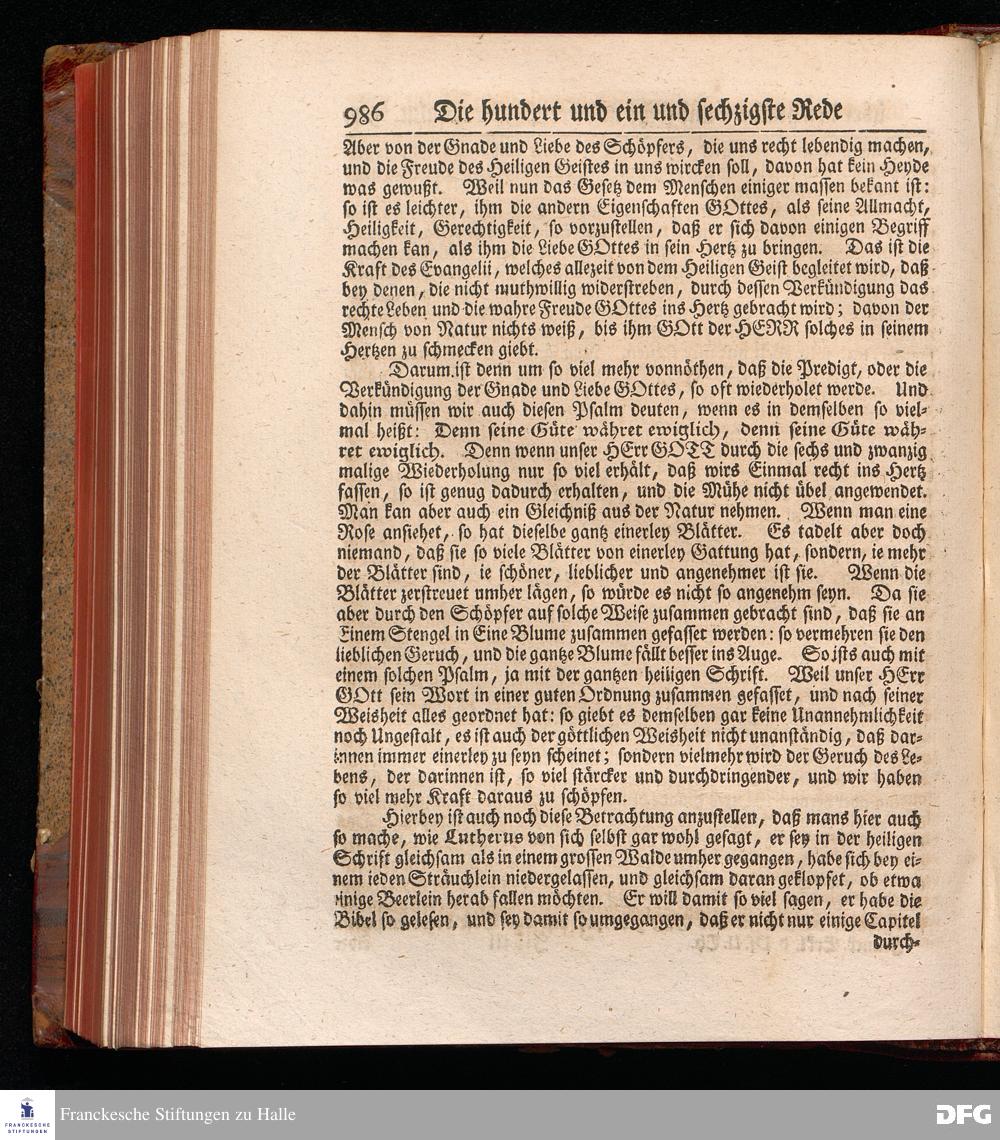 986 Die hundert und ein und sechzigste Rede
Aber von der Gnade und Liebe des Schöpfers, die uns recht lebendig machen,
und die Freude des Heiligen Geistes in uns wircken soll, davon hat kein Heyde
was gewußt. Weil nun das Gesetz dem Menschen einiger massen bekant ist:
so ist es leichter, ihm die andern Eigenschaften GOttes, als seine Allmacht,
Heiligkeit, Gerechtigkeit, so vorzustellen, daß er sich davon einigen Begriff
machen kan, als ihm die Liebe GOttes in sein Hertz zu bringen. Das ist die
Kraft des Evangelii, welches allezeit von dem Heiligen Geist begleitet wird, daß
bey denen, die nicht muthwillig widerstreben, durch dessen Verkündigung das
rechte Leben und die wahre Freude GOttes ins Hertz gebracht wird; davon der
Mensch von Natur nichts weiß, bis ihm GOtt der HERR solches in seinem
Hertzen zu schmecken giebt.
Darum ist denn um so viel mehr vonnöthen, daß die Predigt, oder die
Verkündigung der Gnade und Liebe GOttes, so oft wiederholet werde. Und
dahin müssen wir auch diesen Psalm deuten, wenn es in demselben so viel-
mal heißt: Denn seine Güte währet ewiglich, denn seine Güte wäh-
ret ewiglich. Denn wenn unser HErr GOTT durch die sechs und zwanzig
malige Wiederholung nur so viel erhält, daß wirs Einmal recht ins Hertz
fassen, so ist genug dadurch erhalten, und die Mühe nicht übel angewendet.
Man kan aber auch ein Gleichniß aus der Natur nehmen. Wenn man eine
Rose ansiehet, so hat dieselbe gantz einerley Blätter. Es tadelt aber doch
niemand, daß sie so viele Blätter von einerley Gattung hat, sondern, ie mehr
der Blätter sind, ie schöner, lieblicher und angenehmer ist sie. Wenn die
Blätter zerstreuet umher lägen, so würde es nicht so angenehm seyn. Da sie
aber durch den Schöpfer auf solche Weise zusammen gebracht sind, daß sie an
Einem Stengel in Eine Blume zusammen gefasset werden: so vermehren sie den
lieblichen Geruch, und die gantze Blume fällt besser ins Auge. So ists auch mit
einem solchen Psalm, ja mit der gantzen heiligen Schrift. Weil unser HErr
GOtt sein Wort in einer guten Ordnung zusammen gefasset, und nach seiner
Weisheit alles geordnet hat: so giebt es demselben gar keine Unannehmlichkeit
noch Ungestalt, es ist auch der göttlichen Weisheit nicht unanständig, daß dar-
innen immer einerley zu seyn scheinet; sondern vielmehr wird der Geruch des Le-
bens, der darinnen ist, so viel stärcker und durchdringender, und wir haben
so viel mehr Kraft daraus zu schöpfen.
Hierbey ist auch noch diese Betrachtung anzustellen, daß mans hier auch
so mache, wie Lutherus von sich selbst gar wohl gesagt, er sey in der heiligen
Schrift gleichsam als in einem grossen Walde umher gegangen, habe sich bey ei-
nem ieden Sträuchlein niedergelassen, und gleichsam daran geklopfet, ob etwa
einige Beerlein herab fallen möchten. Er will damit so viel sagen, er habe die
Bibel so gelesen, und sey damit so umgegangen, daß er nicht nur einige Capitel
durch-
FRANCKESCHE
STIFTUNGEN
Franckesche Stiftungen zu Halle
DFG